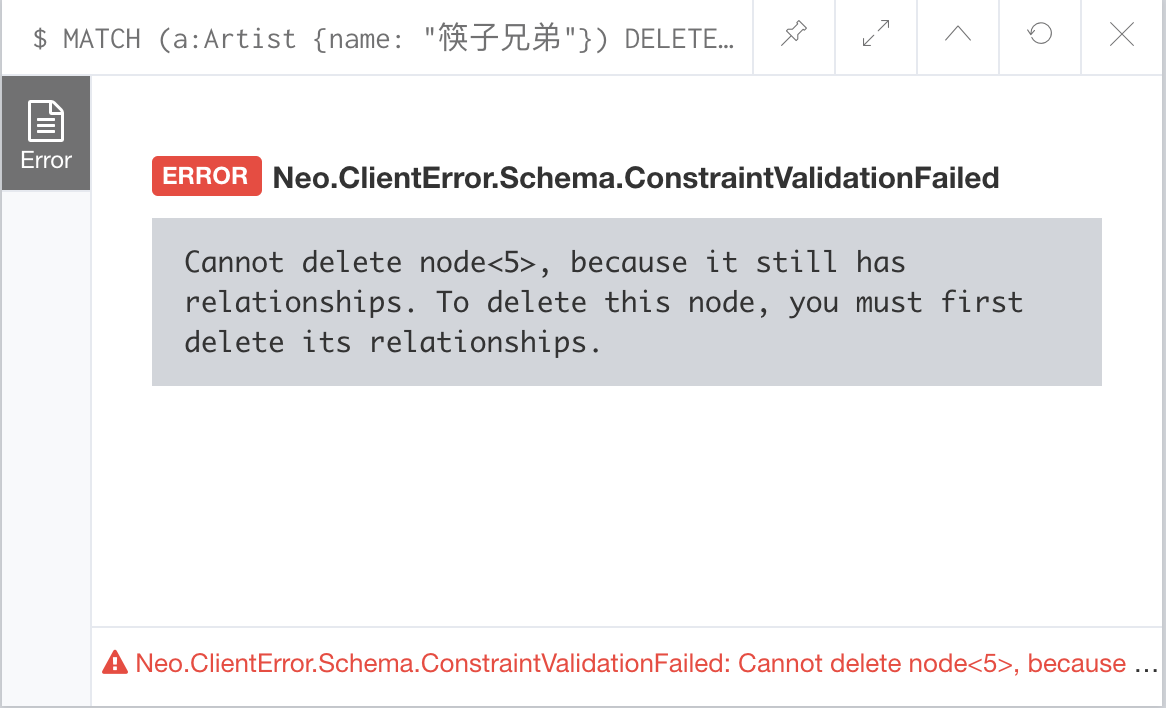 $ MATCH (a:Artist {name: "筷子兄弟"}) DELETE…
Error
ERROR Neo.ClientError.Schema.ConstraintValidationFailed
Cannot delete node<5>, because it still has
relationships. To delete this node, you must first
delete its relationships.
Neo.ClientError.Schema.ConstraintValidationFailed: Cannot delete node<5>, because …